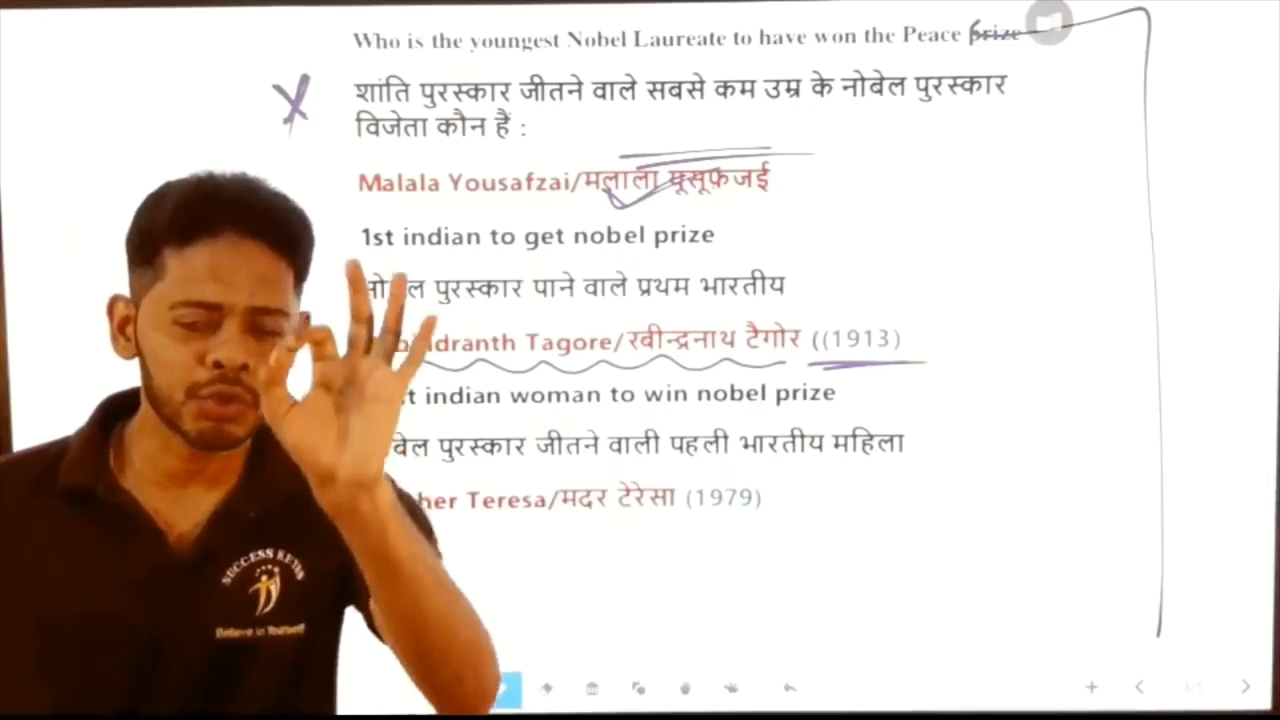 Who is the youngest Nobel Laureate to have won the Peace prize
शांति पुरस्कार जीतने वाले सबसे कम उम्र के नोबेल पुरस्कार
विजेता कौन हैं :
Malala Yousafzai/मलाला यूसूफ़जई
1st indian to get nobel prize
पुरस्कार पाने वाले प्रथम भारतीय
Tagore/रवीन्द्रनाथ टैगोर ((1913)
indian woman to win nobel prize
पुरस्कार जीतने वाली पहली भारतीय महिला
Teresa/मदर टेरेसा (1979)
SUCCESS KEYS
Believe in Yourself